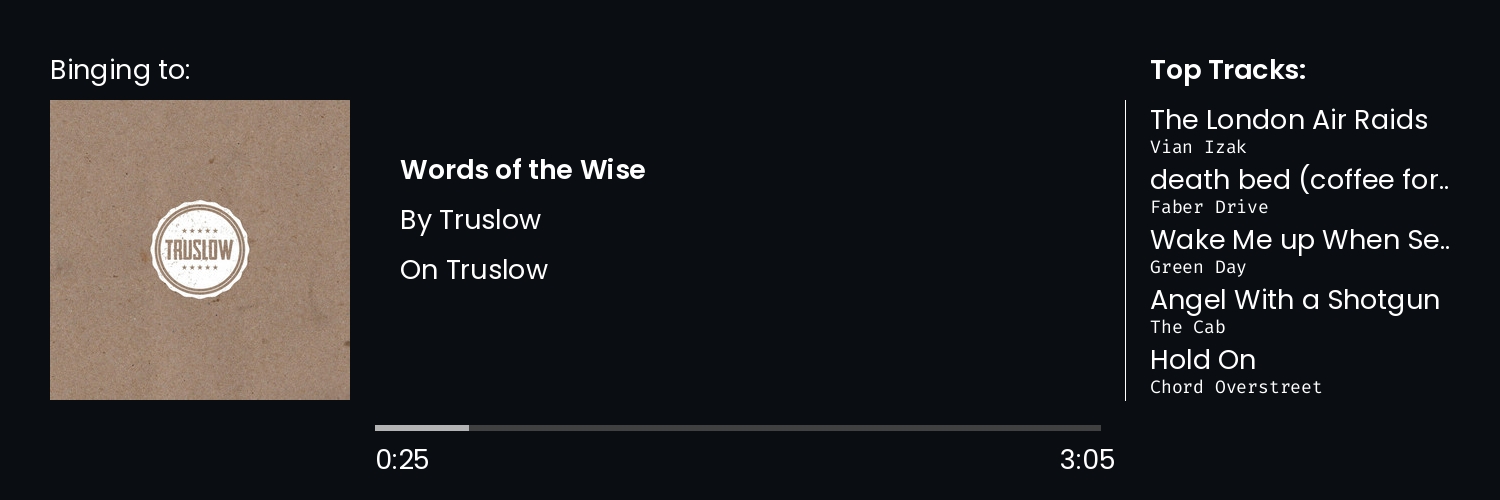 Binging to:
TRUSLOW
Words of the Wise
By Truslow
On Truslow
0:25
3:05
Top Tracks:
The London Air Raids
Vian Izak
death bed (coffee for..
Faber Drive
Wake Me up When Se..
Green Day
Angel With a Shotgun
The Cab
Hold On
Chord Overstreet